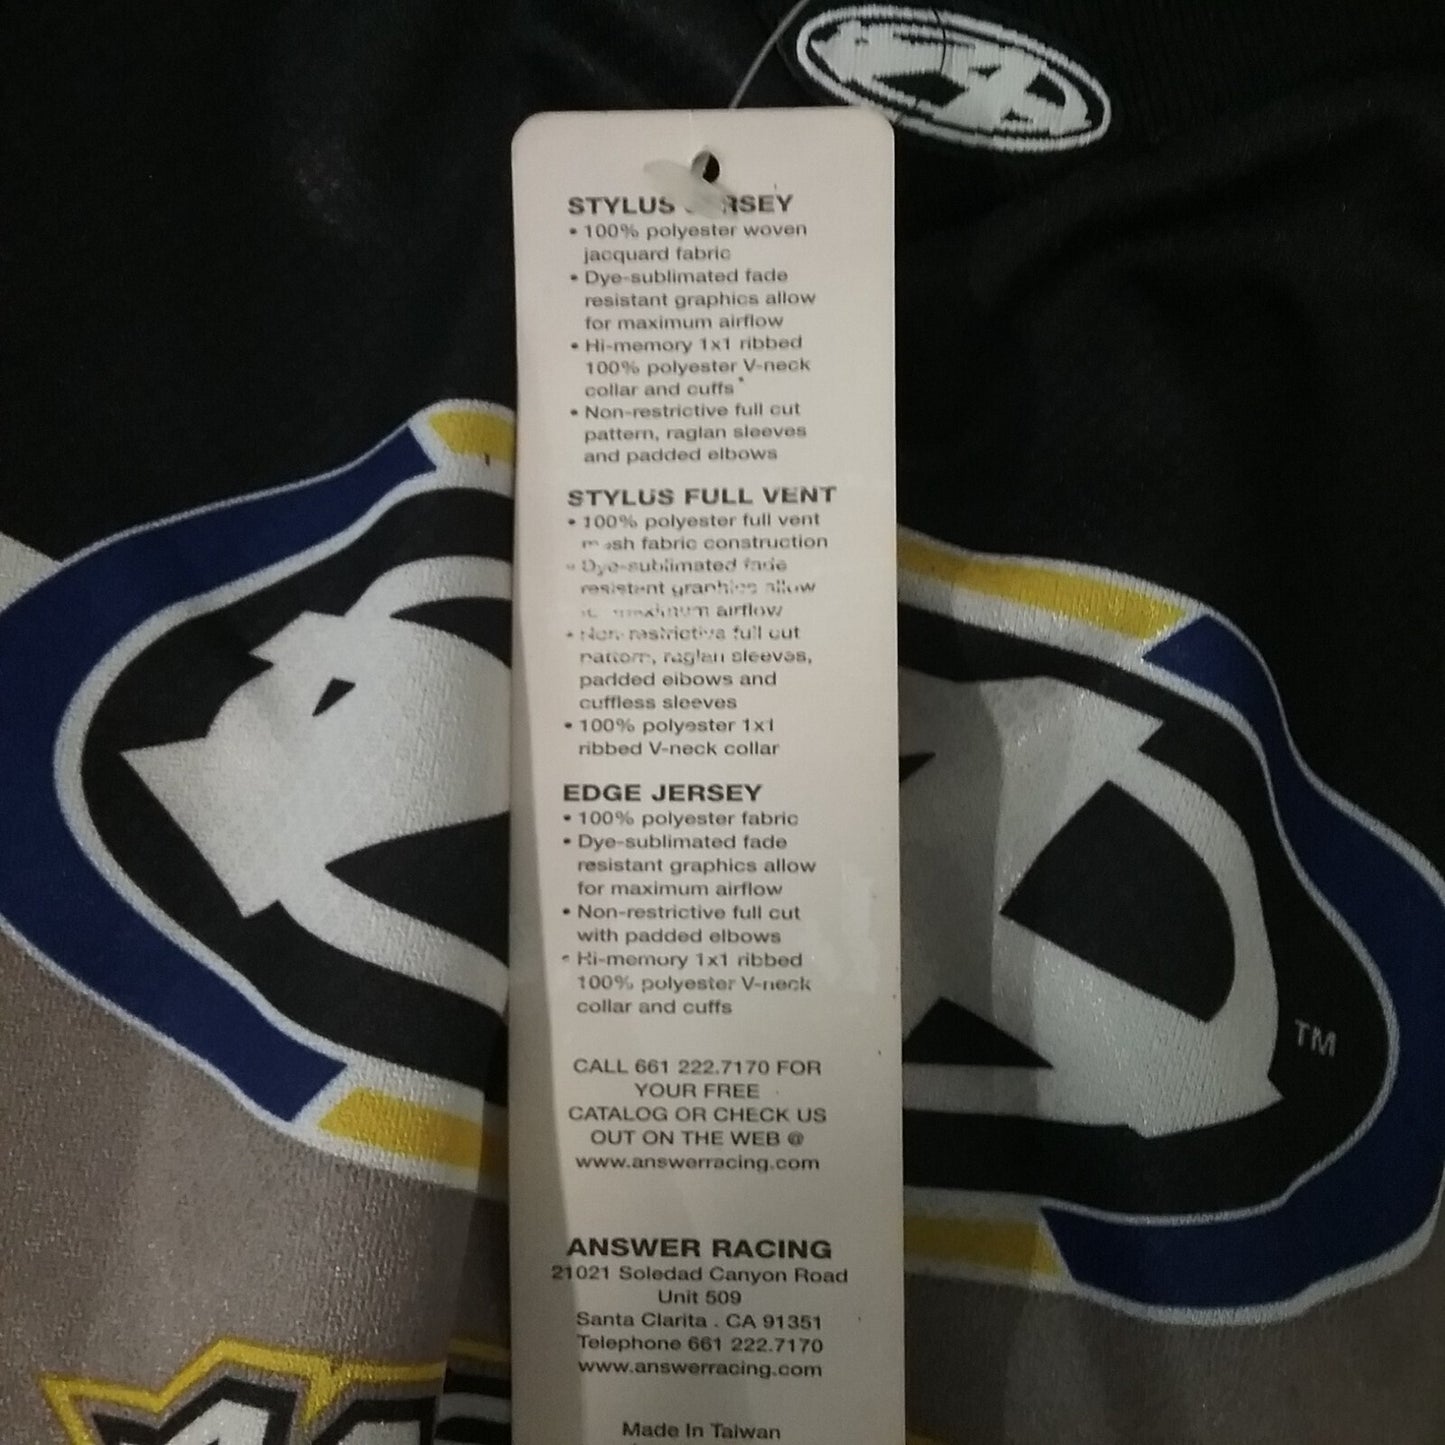 STYLUS JERSEY
• 100% polyester woven
jacquard fabric
• Dye-sublimated fade
resistant graphics allow
for maximum airflow
• Hi-memory 1x1 ribbed
100% polyester V-neck
collar and cuffs
• Non-restrictive full cut
pattern, raglan sleeves
and padded elbows
STYLUS FULL VENT
• 100% polyester full vent
mesh fabric construction
• Dye-sublimated fade
resistent graphics allow
maximum airflow
• Non-restrictive full cut
pattern, raglan sleeves,
padded elbows and
cuffless sleeves
• 100% polyester 1x1
ribbed V-neck collar
EDGE JERSEY
• 100% polyester fabric
• Dye-sublimated fade
resistant graphics allow
for maximum airflow
• Non-restrictive full cut
with padded elbows
• Hi-memory 1x1 ribbed
100% polyester V-neck
collar and cuffs
CALL 661 222.7170 FOR
YOUR FREE
CATALOG OR CHECK US
OUT ON THE WEB @
www.answerracing.com
ANSWER RACING
21021 Soledad Canyon Road
Unit 509
Santa Clarita . CA 91351
Telephone 661 222.7170
www.answerracing.com
Made In Taiwan
TM